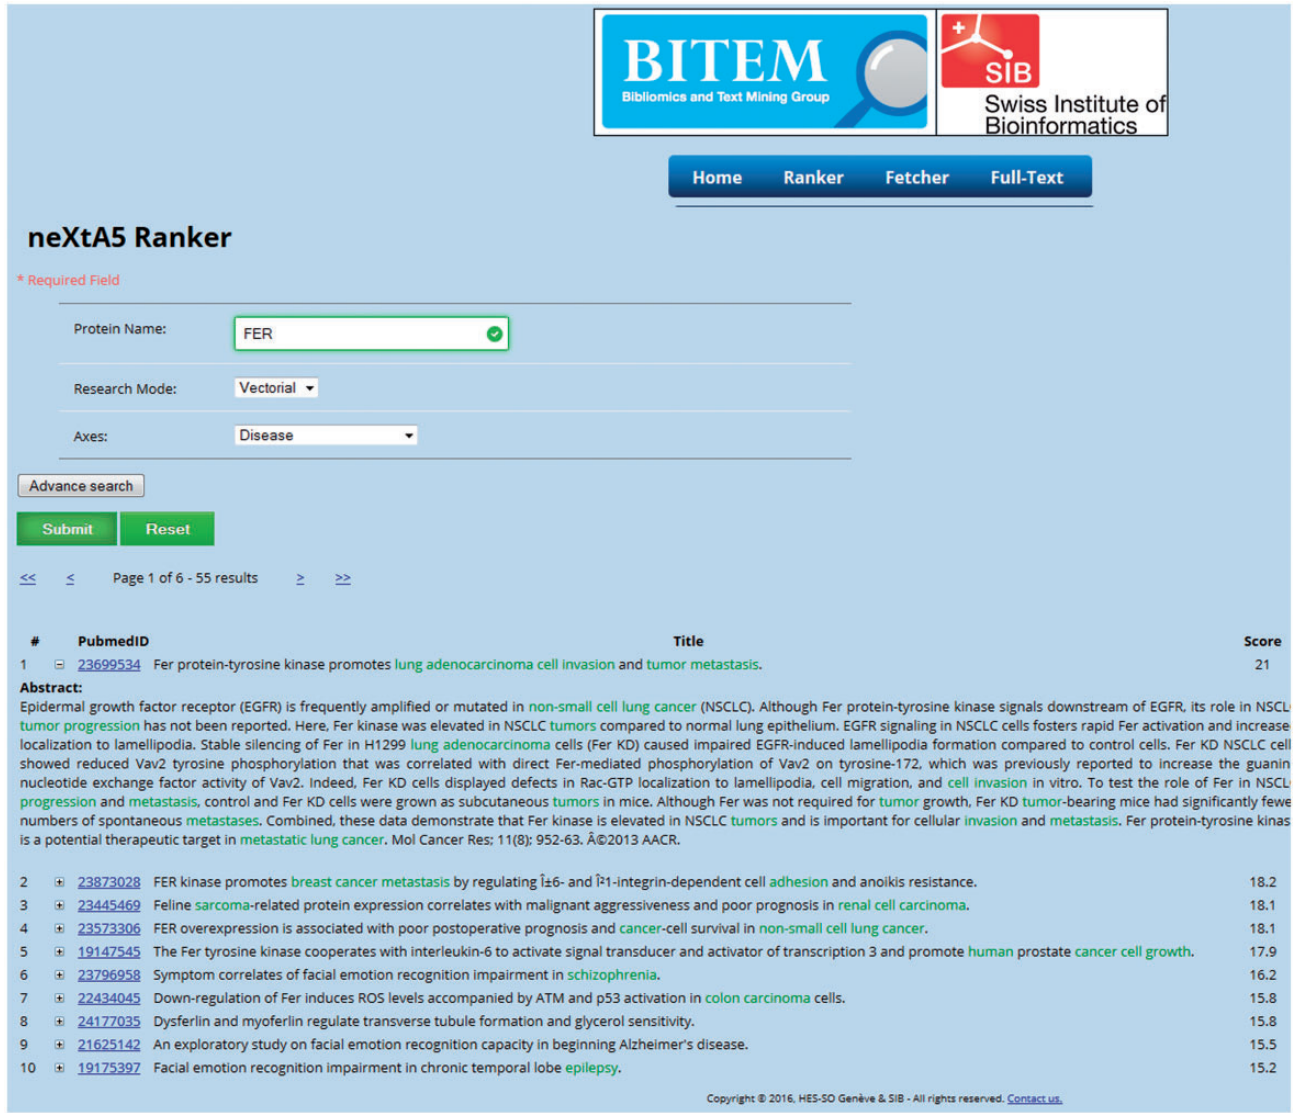 BITEM
Bibliomics and Text Mining Group
SIB
Swiss Institute of
Bioinformatics
Home Ranker Fetcher Full-Text
neXtA5 Ranker
* Required Field
Protein Name: FER
Research Mode: Vectorial
Axes: Disease
Advance search
Submit Reset
<< < Page 1 of 6 - 55 results > >>
# PubmedID Title Score
1 23699534 Fer protein-tyrosine kinase promotes lung adenocarcinoma cell invasion and tumor metastasis. 21
Abstract:
Epidermal growth factor receptor (EGFR) is frequently amplified or mutated in non-small cell lung cancer (NSCLC). Although Fer protein-tyrosine kinase signals downstream of EGFR, its role in NSCL
tumor progression has not been reported. Here, Fer kinase was elevated in NSCLC tumors compared to normal lung epithelium. EGFR signaling in NSCLC cells fosters rapid Fer activation and increase
localization to lamellipodia. Stable silencing of Fer in H1299 lung adenocarcinoma cells (Fer KD) caused impaired EGFR-induced lamellipodia formation compared to control cells. Fer KD NSCLC cell
showed reduced Vav2 tyrosine phosphorylation that was correlated with direct Fer-mediated phosphorylation of Vav2 on tyrosine-172, which was previously reported to increase the guanin
nucleotide exchange factor activity of Vav2. Indeed, Fer KD cells displayed defects in Rac-GTP localization to lamellipodia, cell migration, and cell invasion in vitro. To test the role of Fer in NSCL
progression and metastasis, control and Fer KD cells were grown as subcutaneous tumors in mice. Although Fer was not required for tumor growth, Fer KD tumor-bearing mice had significantly fewe
numbers of spontaneous metastases. Combined, these data demonstrate that Fer kinase is elevated in NSCLC tumors and is important for cellular invasion and metastasis. Fer protein-tyrosine kinas
is a potential therapeutic target in metastatic lung cancer. Mol Cancer Res; 11(8); 952-63. Â©2013 AACR.
2 23873028 FER kinase promotes breast cancer metastasis by regulating Î±6- and Î²1-integrin-dependent cell adhesion and anoikis resistance. 18.2
3 23445469 Feline sarcoma-related protein expression correlates with malignant aggressiveness and poor prognosis in renal cell carcinoma. 18.1
4 23573306 FER overexpression is associated with poor postoperative prognosis and cancer-cell survival in non-small cell lung cancer. 18.1
5 19147545 The Fer tyrosine kinase cooperates with interleukin-6 to activate signal transducer and activator of transcription 3 and promote human prostate cancer cell growth. 17.9
6 23796958 Symptom correlates of facial emotion recognition impairment in schizophrenia. 16.2
7 22434045 Down-regulation of Fer induces ROS levels accompanied by ATM and p53 activation in colon carcinoma cells. 15.8
8 24177035 Dysferlin and myoferlin regulate transverse tubule formation and glycerol sensitivity. 15.8
9 21625142 An exploratory study on facial emotion recognition capacity in beginning Alzheimer's disease. 15.5
10 19175397 Facial emotion recognition impairment in chronic temporal lobe epilepsy. 15.2
Copyright © 2016, HES-SO Genève & SIB - All rights reserved. Contact us.